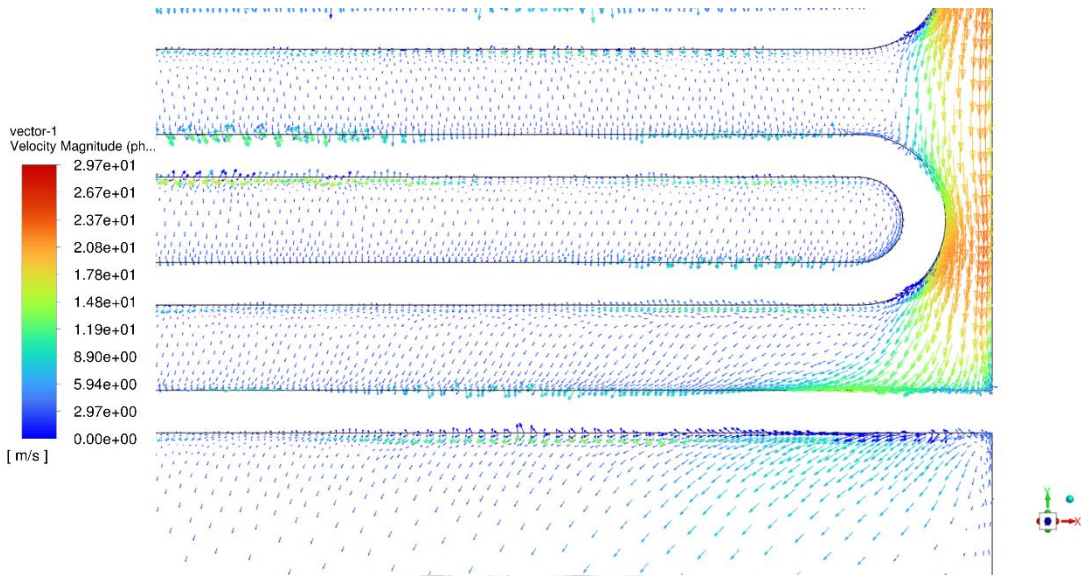 vector-1
Velocity Magnitude (ph...
2.97e+01
2.67e+01
2.37e+01
2.08e+01
1.78e+01
1.48e+01
1.19e+01
8.90e+00
5.94e+00
2.97e+00
0.00e+00
[ m/s ]
Y
X